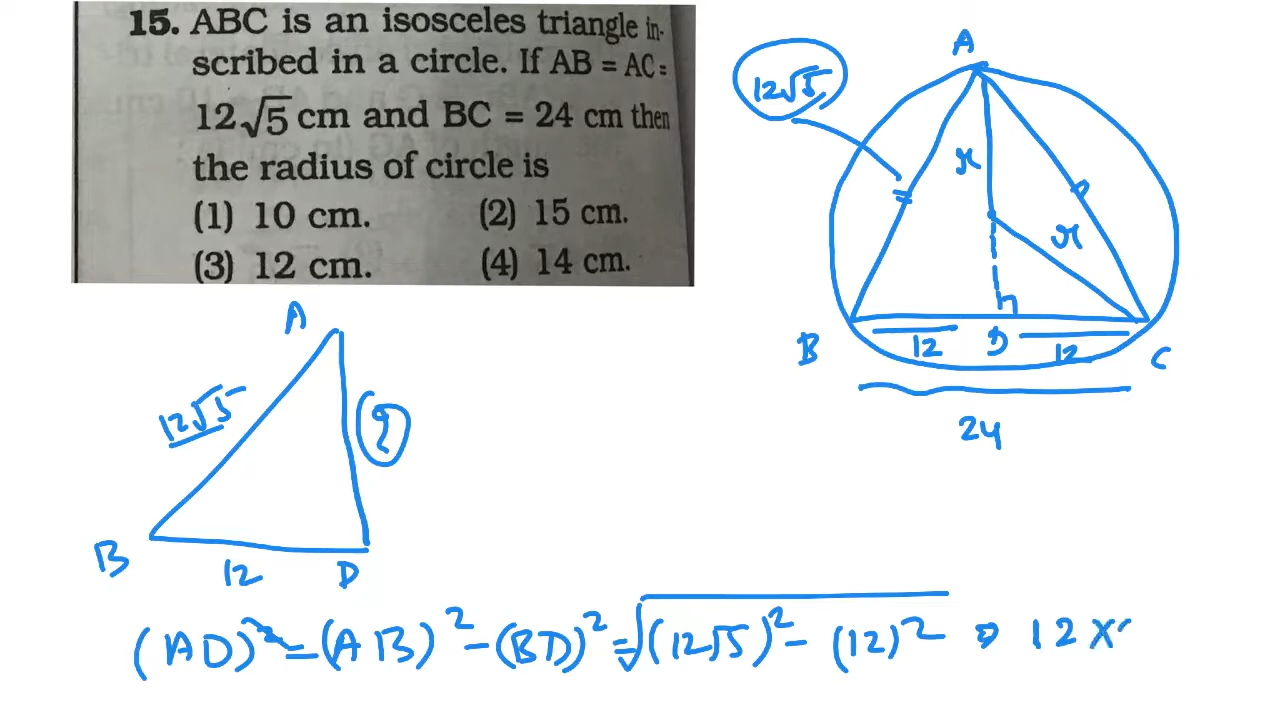 15. ABC is an isosceles triangle in-
scribed in a circle. If AB = AC =
12√5 cm and BC = 24 cm then
the radius of circle is
(1) 10 cm. (2) 15 cm.
(3) 12 cm. (4) 14 cm.
A
12√5
r
r
B
12
D
12
C
24
A
12√5
?
B
12
D
(AD)² = (AB)² - (BD)² = √(12√5)² - (12)² ⇒ 12 ×